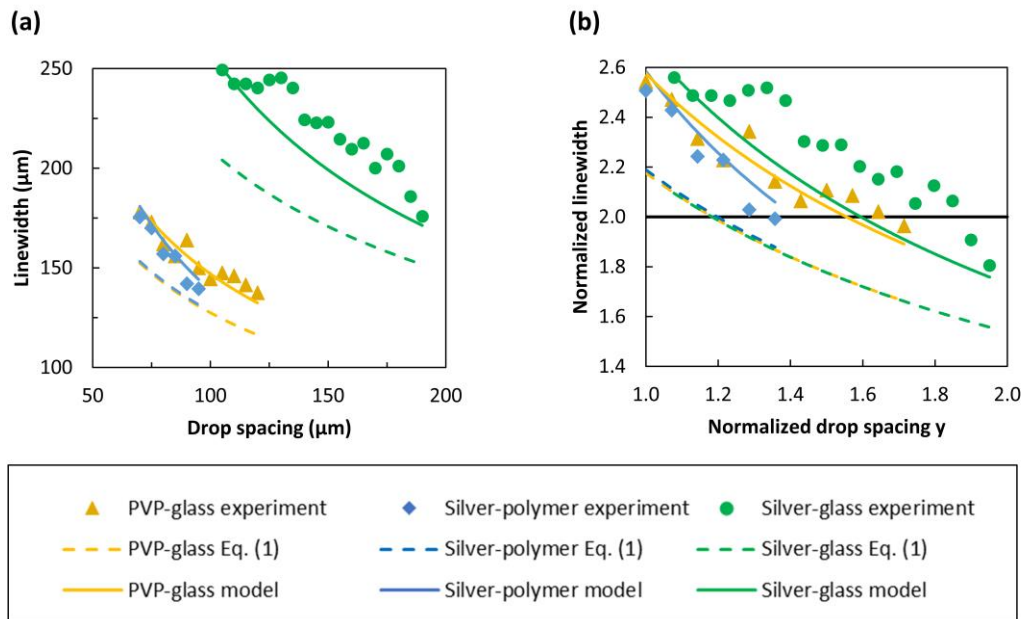 (a)
(b)
Linewidth (μm)
250
200
150
100
50
100
150
200
Drop spacing (μm)
Normalized linewidth
2.6
2.4
2.2
2.0
1.8
1.6
1.4
1.0
1.2
1.4
1.6
1.8
2.0
Normalized drop spacing y
PVP-glass experiment
Silver-polymer experiment
Silver-glass experiment
PVP-glass Eq. (1)
Silver-polymer Eq. (1)
Silver-glass Eq. (1)
PVP-glass model
Silver-polymer model
Silver-glass model